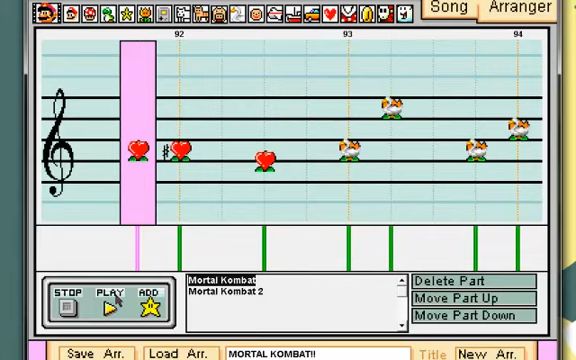 Song Arranger
92 93 94
STOP PLAY ADD
Mortal Kombat
Mortal Kombat 2
Delete Part
Move Part Up
Move Part Down
Save Arr. Load Arr. MORTAL KOMBAT!! New Arr.